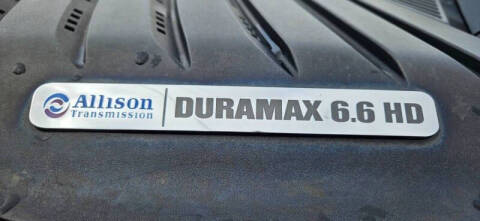 Allison
Transmission
DURAMAX 6.6 HD